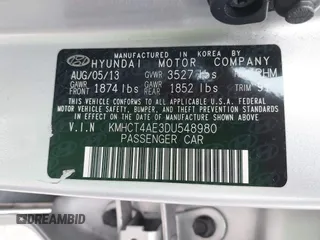 MANUFACTURED IN KOREA BY
HYUNDAI MOTOR COMPANY
AUG/05/13 GVWR 3527 lbs RHM
GAWR FRONT 1874 lbs GAWR REAR 1852 lbs TRIM
THIS VEHICLE CONFORMS TO ALL APPLICABLE
U.S. FEDERAL MOTOR VEHICLE SAFETY, BUMPER,
AND THEFT PREVENTION STANDARDS IN EFFECT
ON THE DATE OF MANUFACTURE SHOWN ABOVE.
V.I.N KMHCT4AE3DU548980
PASSENGER CAR
© DREAMBID